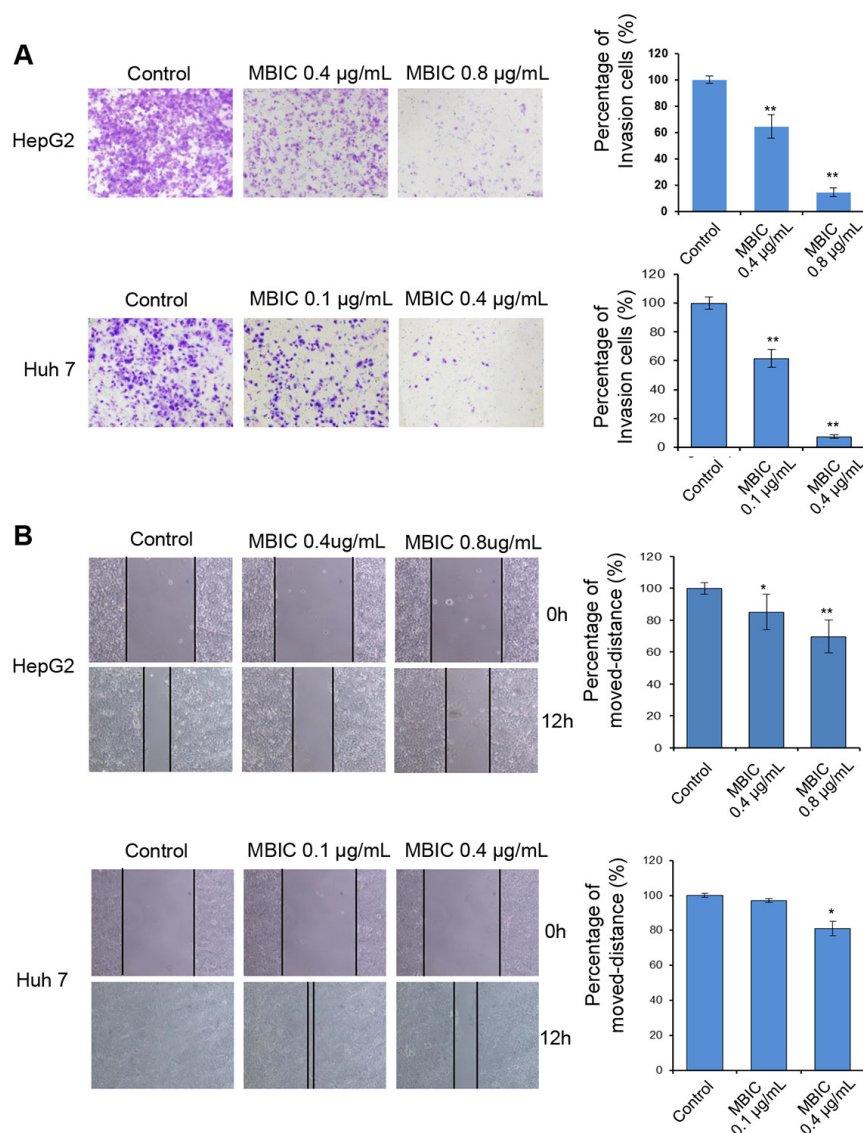 A
Control
MBIC 0.4 µg/mL
MBIC 0.8 µg/mL
HepG2
Percentage of
Invasion cells (%)
120
100
80
60
40
20
0
**
**
Control
MBIC
0.4 µg/mL
MBIC
0.8 µg/mL
Control
MBIC 0.1 µg/mL
MBIC 0.4 µg/mL
Huh 7
Percentage of
Invasion cells (%)
120
100
80
60
40
20
0
**
**
Control
MBIC
0.1 µg/mL
MBIC
0.4 µg/mL
B
Control
MBIC 0.4ug/mL
MBIC 0.8ug/mL
0h
HepG2
12h
Percentage of
moved-distance (%)
120
100
80
60
40
20
0
*
**
Control
MBIC
0.4 µg/mL
MBIC
0.8 µg/mL
Control
MBIC 0.1 µg/mL
MBIC 0.4 µg/mL
0h
Huh 7
12h
Percentage of
moved-distance (%)
120
100
80
60
40
20
0
*
Control
MBIC
0.1 µg/mL
MBIC
0.4 µg/mL